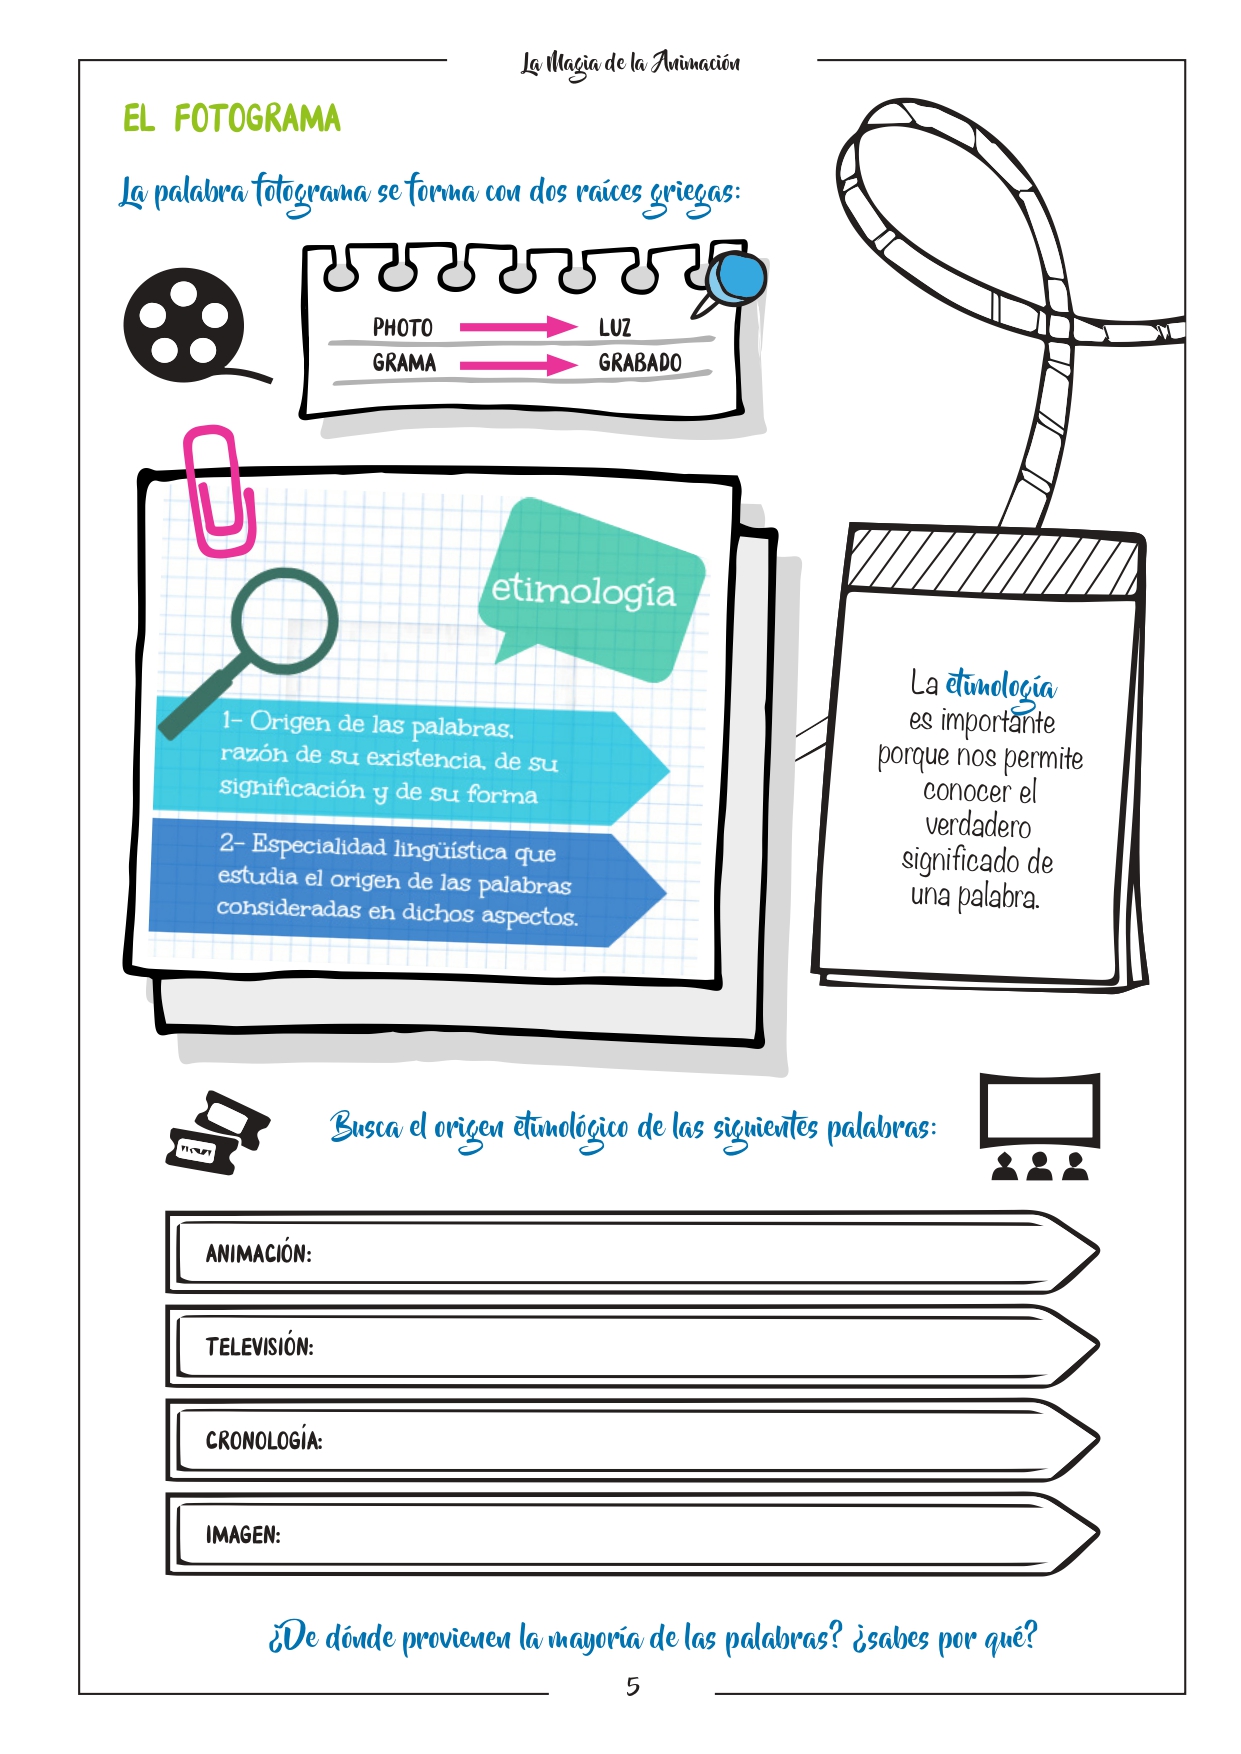 La Magia de la Animación
EL FOTOGRAMA
La palabra fotograma se forma con dos raíces griegas:
PHOTO LUZ
GRAMA GRABADO
etimología
1- Origen de las palabras,
razón de su existencia, de su
significación y de su forma
2- Especialidad lingüística que
estudia el origen de las palabras
consideradas en dichos aspectos.
La etimología
es importante
porque nos permite
conocer el
verdadero
significado de
una palabra.
Busca el origen etimológico de las siguientes palabras:
ANIMACIÓN:
TELEVISIÓN:
CRONOLOGÍA:
IMAGEN:
¿De dónde provienen la mayoría de las palabras? ¿sabes por qué?
5